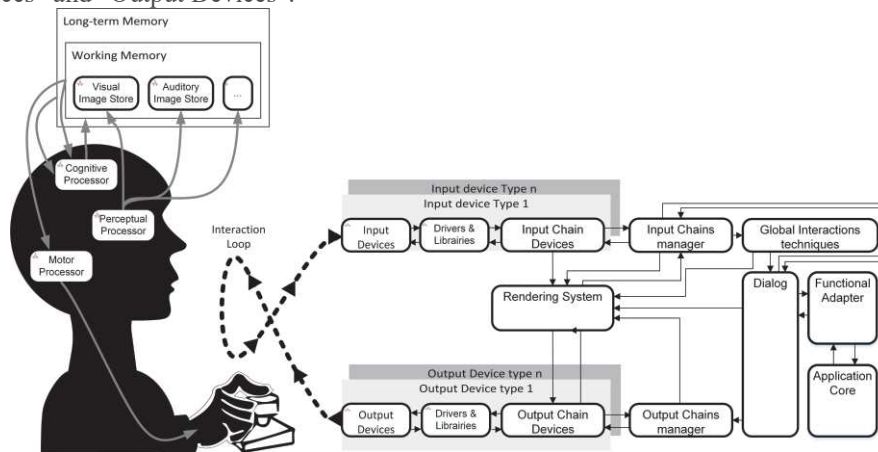 ces" and "Output Devices".
Long-term Memory
Working Memory
Visual
Image Store
Auditory
Image Store
...
Cognitive
Processor
Perceptual
Processor
Motor
Processor
Interaction
Loop
Input device Type n
Input device Type 1
Input
Devices
Drivers &
Librairies
Input Chain
Devices
Input Chains
manager
Global Interactions
techniques
Rendering System
Dialog
Functional
Adapter
Application
Core
Output Device type n
Output Device type 1
Output
Devices
Drivers &
Librairies
Output Chain
Devices
Output Chains
manager